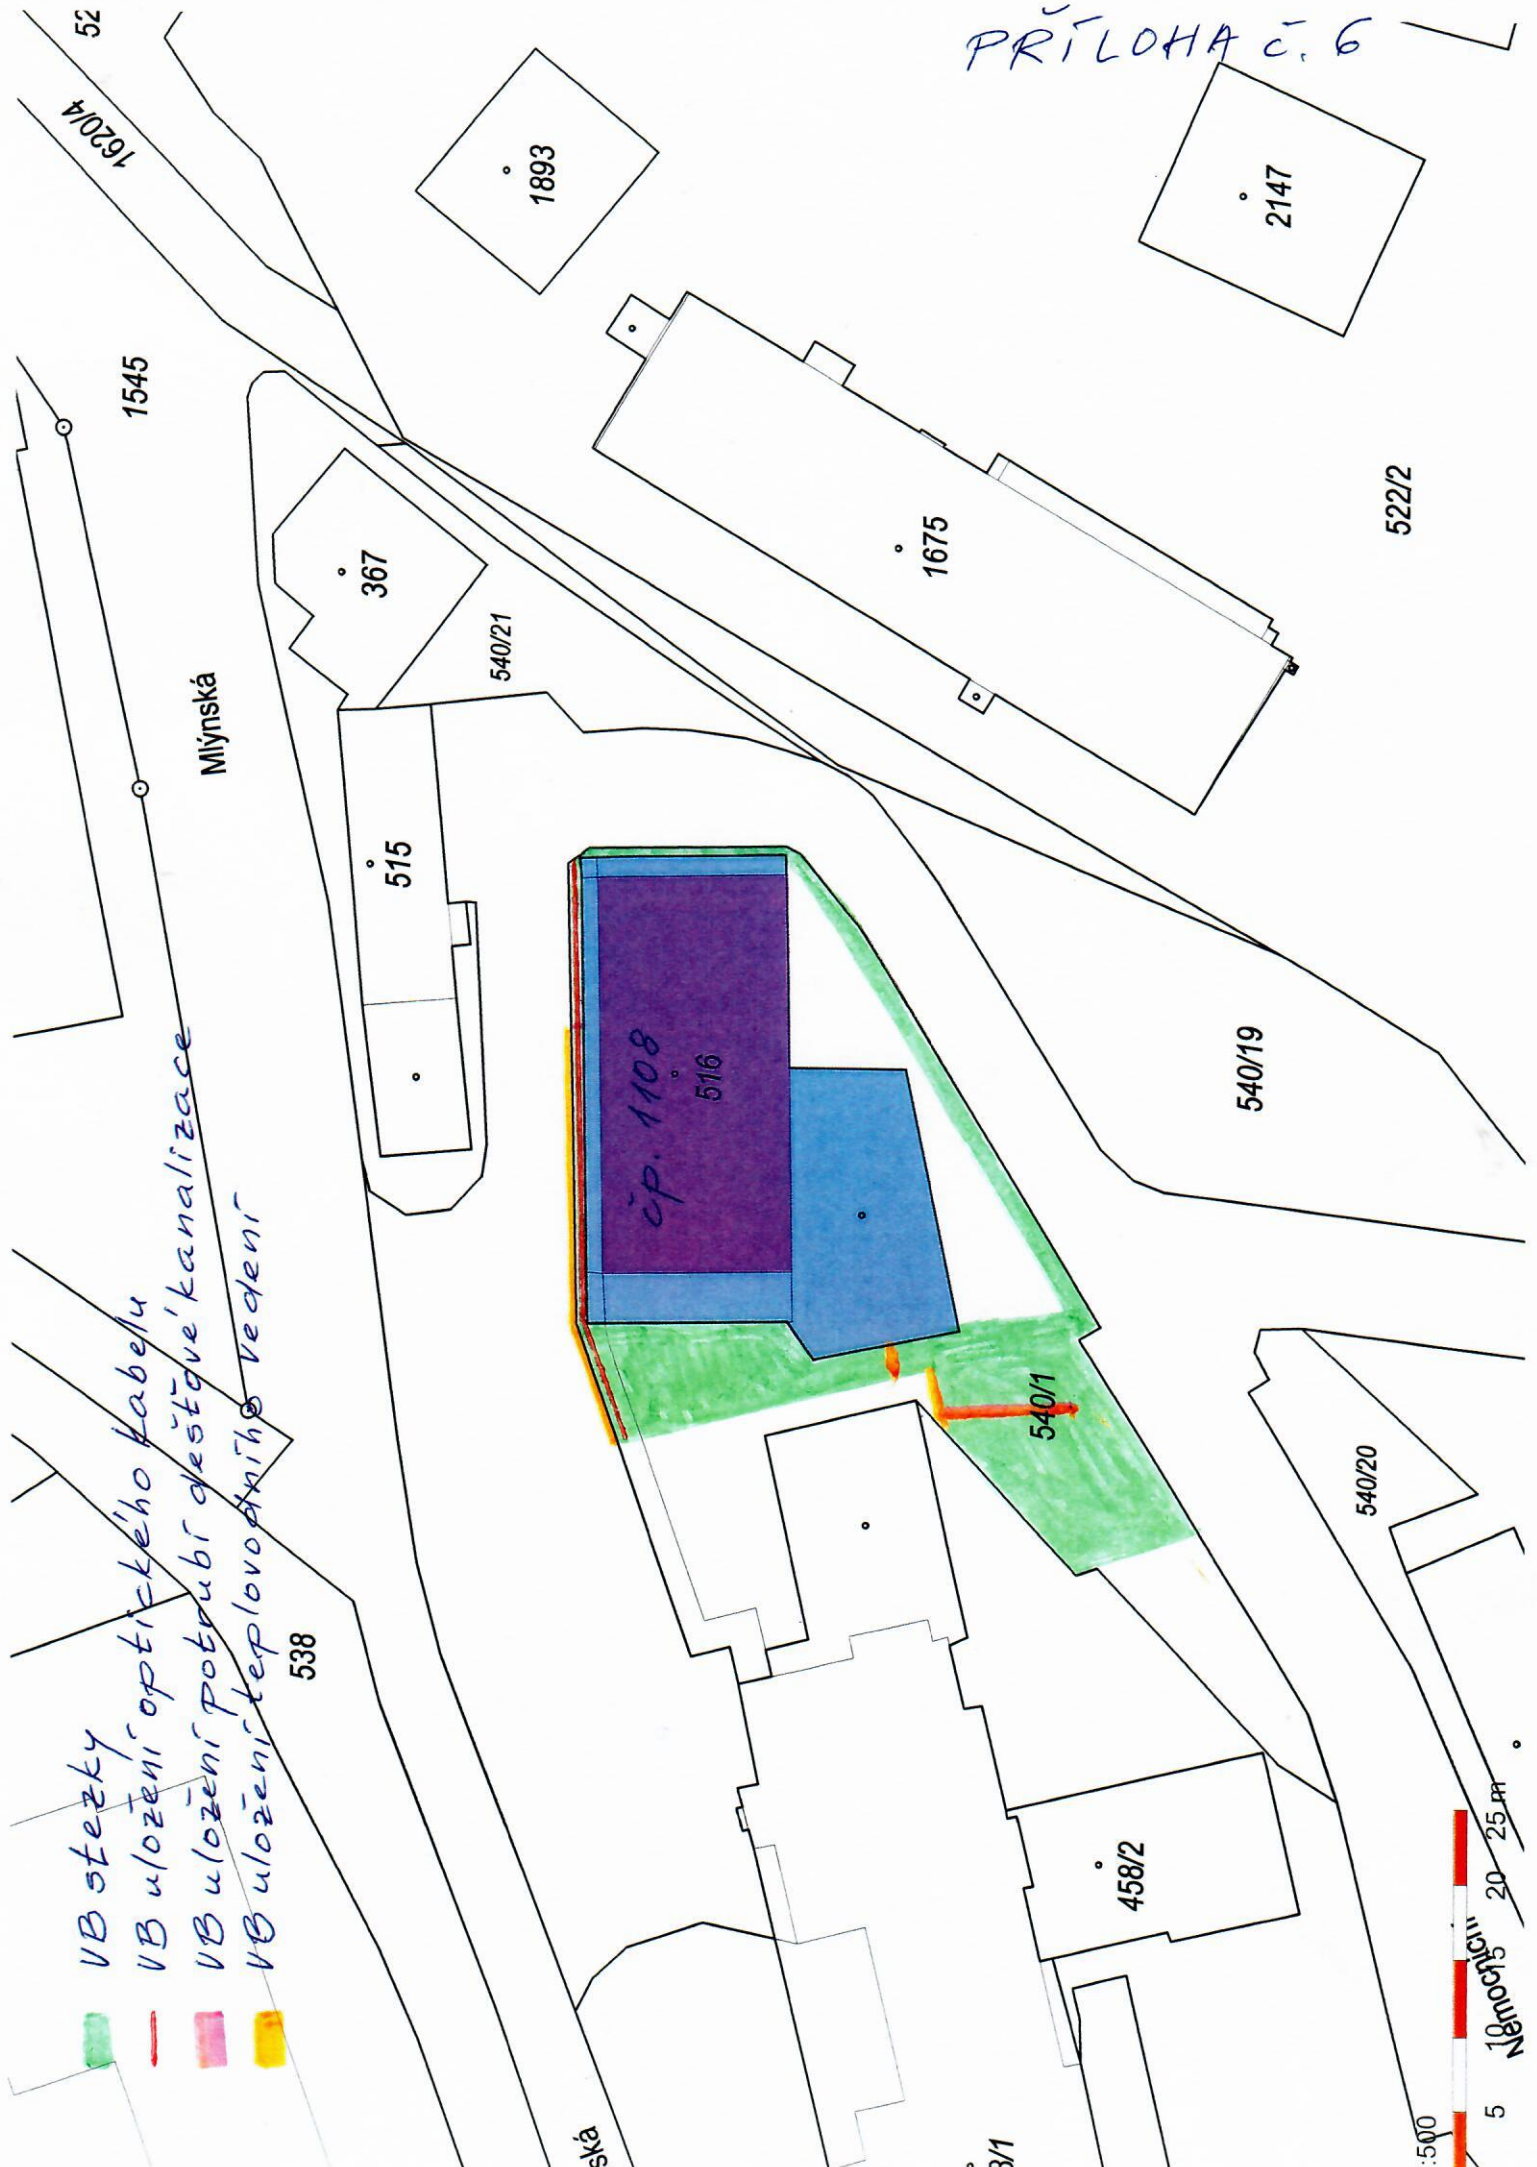 PŘÍLOHA č. 6
VB stezky
VB uložení optického kabelu
VB uložení potrubí dešťové kanalizace
VB uložení teplovodního vedení
52
1620/4
1893
2147
1545
367
540/21
1675
522/2
Mlýnská
515
čp. 1108
516
540/19
540/1
540/20
538
458/2
ská
3/1
Nemocniční
:500
5 10 15 20 25 m